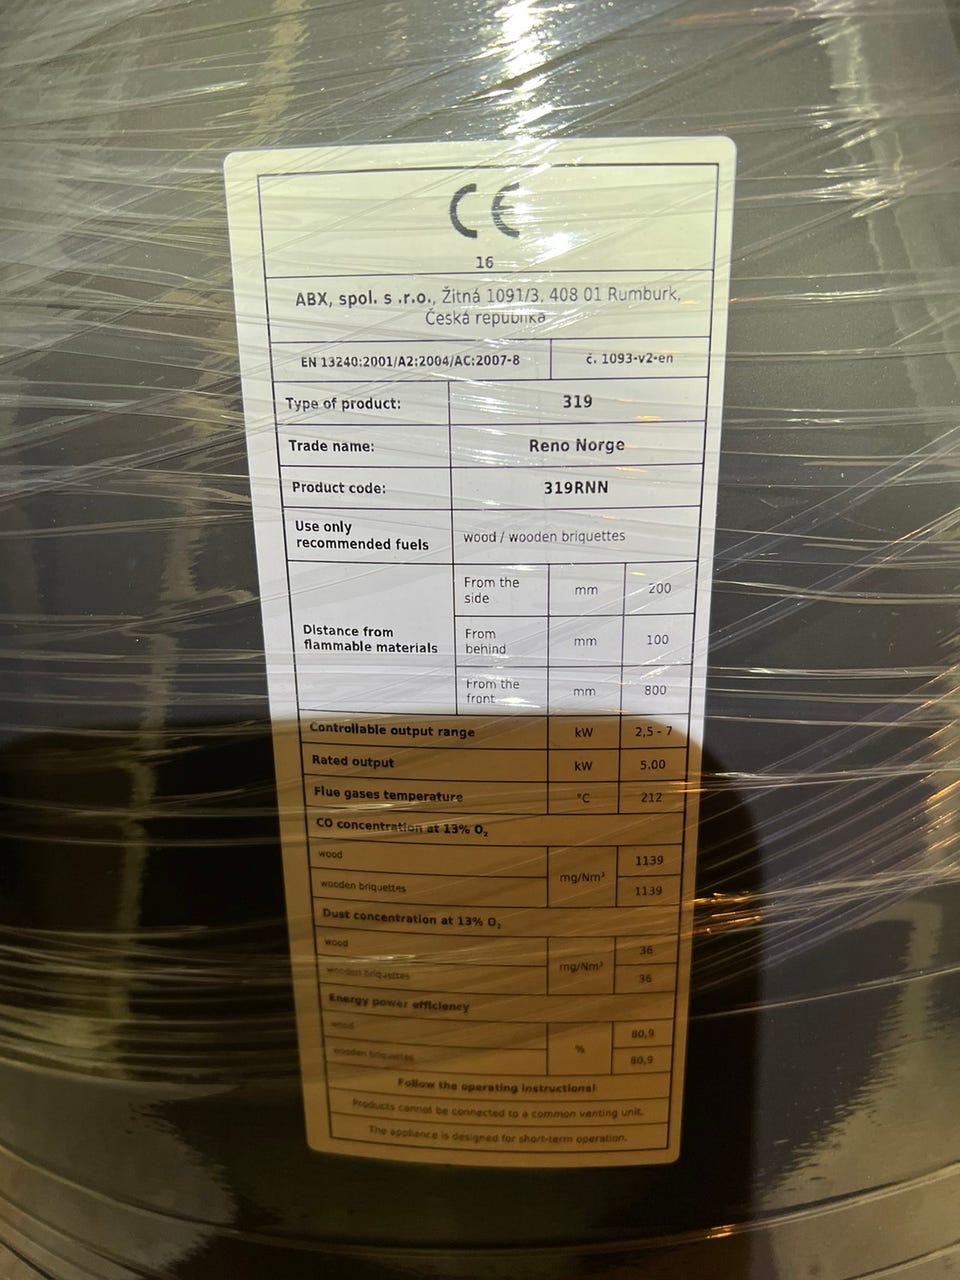 CE
16
ABX, spol. s .r.o., Žitná 1091/3, 408 01 Rumburk,
Česká republika
EN 13240:2001/A2:2004/AC:2007-8 č. 1093-v2-en
Type of product: 319
Trade name: Reno Norge
Product code: 319RNN
Use only
recommended fuels
wood / wooden briquettes
Distance from
flammable materials
From the
side
mm 200
From
behind
mm 100
From the
front
mm 800
Controllable output range kW 2,5 - 7
Rated output kW 5.00
Flue gases temperature °C 212
CO concentration at 13% O₂
wood 1139
mg/Nm³
wooden briquettes 1139
Dust concentration at 13% O₂
wood 36
mg/Nm³
wooden briquettes 36
Energy power efficiency
wood 80,9
%
wooden briquettes 80,9
Follow the operating instructions!
Products cannot be connected to a common venting unit.
The appliance is designed for short-term operation.